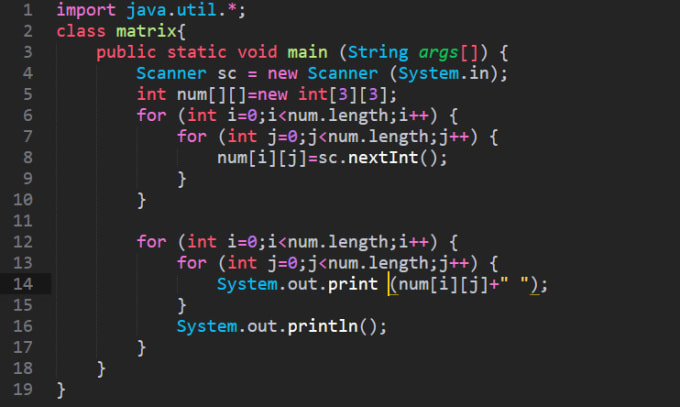 1 import java.util.*;
2 class matrix{
3     public static void main (String args[]) {
4         Scanner sc = new Scanner (System.in);
5         int num[][]=new int[3][3];
6         for (int i=0;i<num.length;i++) {
7             for (int j=0;j<num.length;j++) {
8                 num[i][j]=sc.nextInt();
9             }
10         }
11
12         for (int i=0;i<num.length;i++) {
13             for (int j=0;j<num.length;j++) {
14                 System.out.print (num[i][j]+" ");
15             }
16             System.out.println();
17         }
18     }
19 }